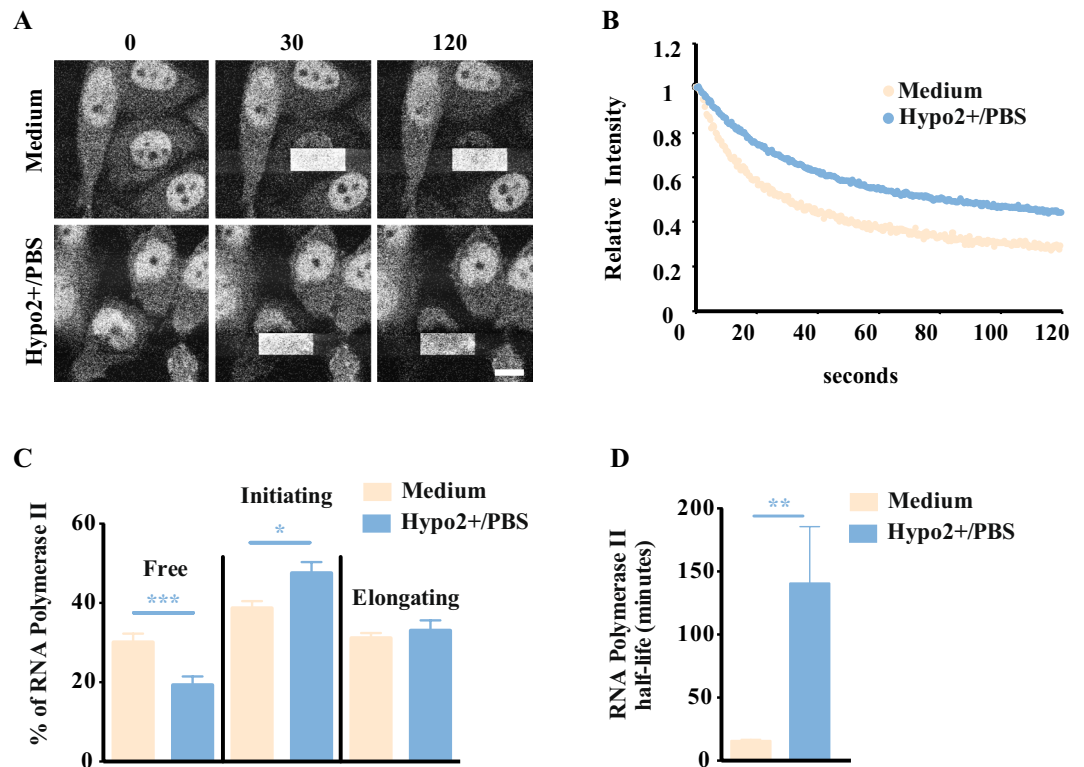 A
0 30 120
Medium
Hypo2+/PBS
B
Relative Intensity
1.2
1
0.8
0.6
0.4
0.2
0
0 20 40 60 80 100 120
seconds
Medium
Hypo2+/PBS
C
% of RNA Polymerase II
60
40
20
0
Free
***
Initiating
*
Elongating
Medium
Hypo2+/PBS
D
RNA Polymerase II
half-life (minutes)
200
150
100
50
0
**
Medium
Hypo2+/PBS